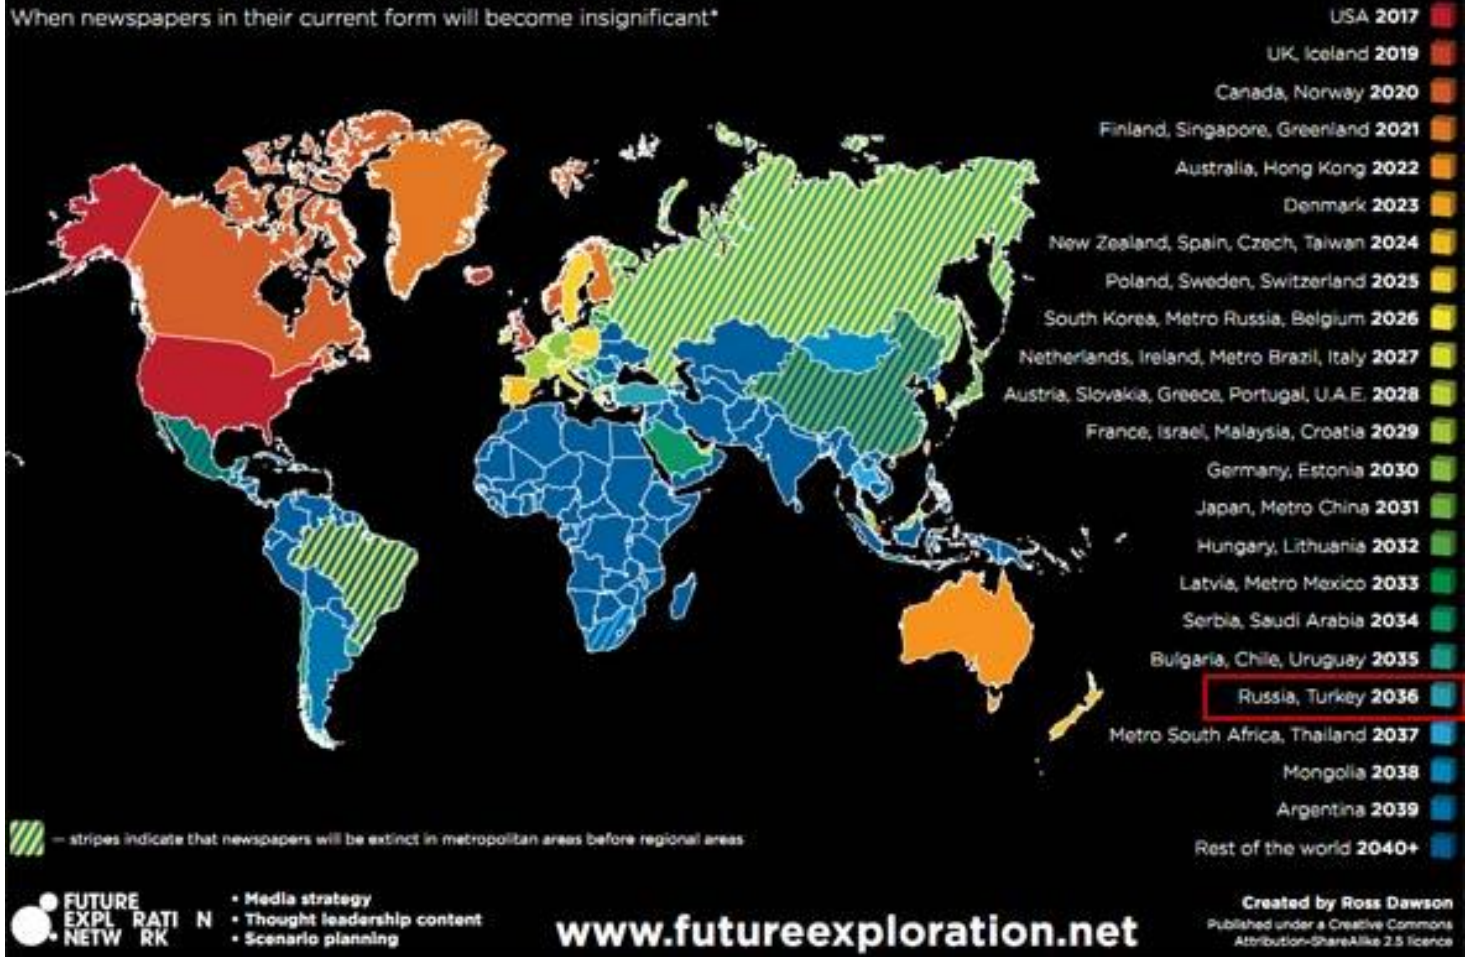 When newspapers in their current form will become insignificant*
USA 2017
UK, Iceland 2019
Canada, Norway 2020
Finland, Singapore, Greenland 2021
Australia, Hong Kong 2022
Denmark 2023
New Zealand, Spain, Czech, Taiwan 2024
Poland, Sweden, Switzerland 2025
South Korea, Metro Russia, Belgium 2026
Netherlands, Ireland, Metro Brazil, Italy 2027
Austria, Slovakia, Greece, Portugal, U.A.E. 2028
France, Israel, Malaysia, Croatia 2029
Germany, Estonia 2030
Japan, Metro China 2031
Hungary, Lithuania 2032
Latvia, Metro Mexico 2033
Serbia, Saudi Arabia 2034
Bulgaria, Chile, Uruguay 2035
Russia, Turkey 2036
Metro South Africa, Thailand 2037
Mongolia 2038
Argentina 2039
Rest of the world 2040+
— stripes indicate that newspapers will be extinct in metropolitan areas before regional areas
FUTURE
EXPL RATI N
NETW RK
• Media strategy
• Thought leadership content
• Scenario planning
www.futureexploration.net
Created by Ross Dawson
Published under a Creative Commons
Attribution-ShareAlike 2.5 licence